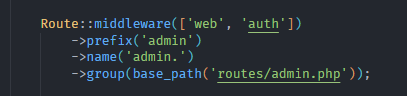 Route::middleware(['web', 'auth'])
->prefix('admin')
->name('admin.')
->group(base_path('routes/admin.php'));